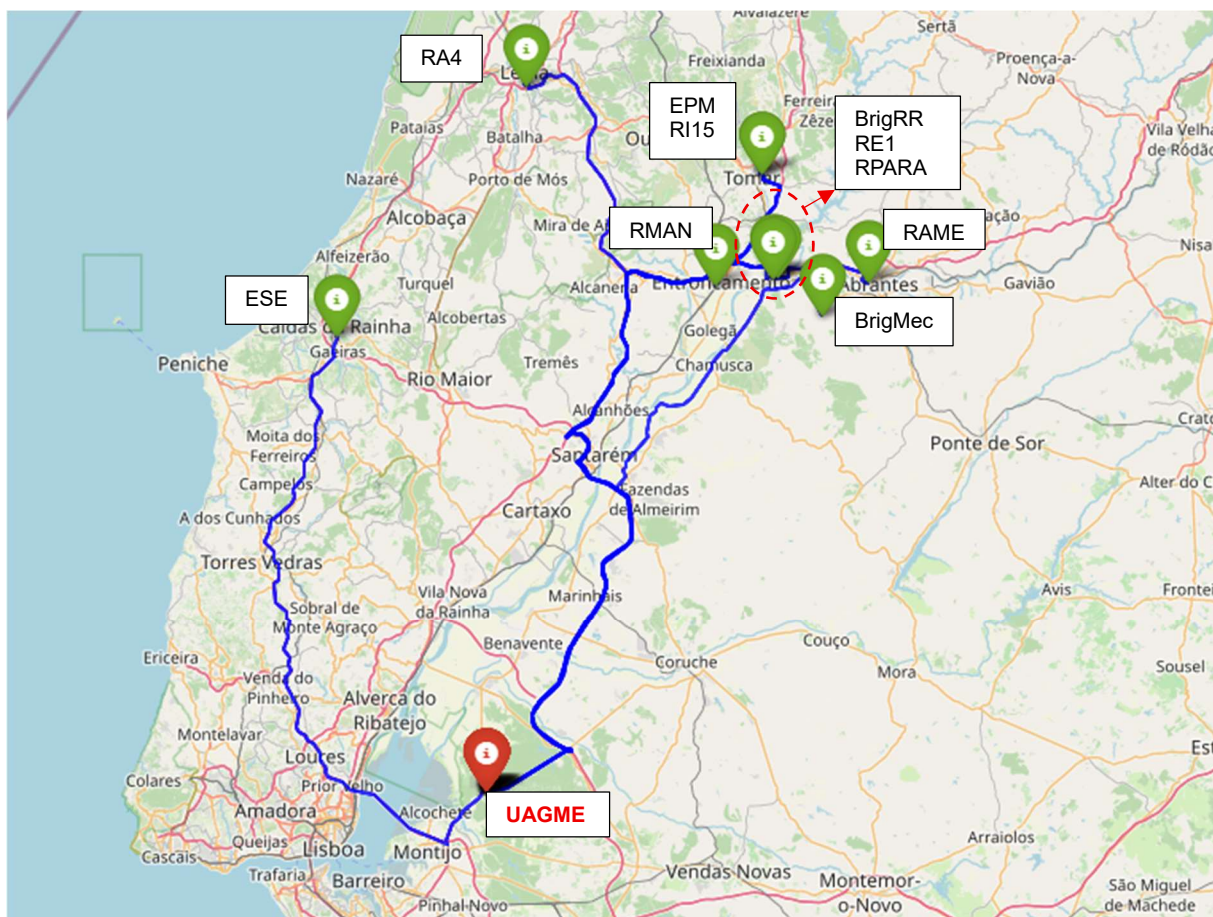 Alvaiázere
Sertã
Proença-a-
Nova
RA4
Freixianda
Leiria
EPM
RI15
Ferreira
Zêze
BrigRR
RE1
RPARA
Vila Velha
de Ródão
Pataias
Batalha
Ou
Nazaré
Porto de Mós
Tomar
Alcobaça
Mira de A
RMAN
RAME
ação
Nisa
Alfeizerão
ESE
Turquel
Alcanena
Entroncamento
Abrantes
Gavião
Caldas da Rainha
Alcobertas
Golegã
BrigMec
Gaeiras
Peniche
Tremês
Chamusca
Rio Maior
Alcanhões
Crato
Moita dos
Ferreiros
Santarém
Ponte de Sor
Campelos
Fazendas
de Almeirim
Alter do C
A dos Cunhados
Cartaxo
Torres Vedras
Avis
Fronteir
Vila Nova
da Rainha
Marinhais
Sobral de
Monte Agraço
Benavente
Couço
Ericeira
Coruche
Mora
Sousel
Venda do
Pinheiro
Alverca do
Ribatejo
Montelavar
Loures
Est
Colares
Prior Velho
Alcochete
UAGME
Amadora
Arraiolos
Queijas
Lisboa
Montijo
Cascais
Trafaria
Barreiro
Vendas Novas
Montemor-
o-Novo
São Miguel
de Machede
Pinhal Novo